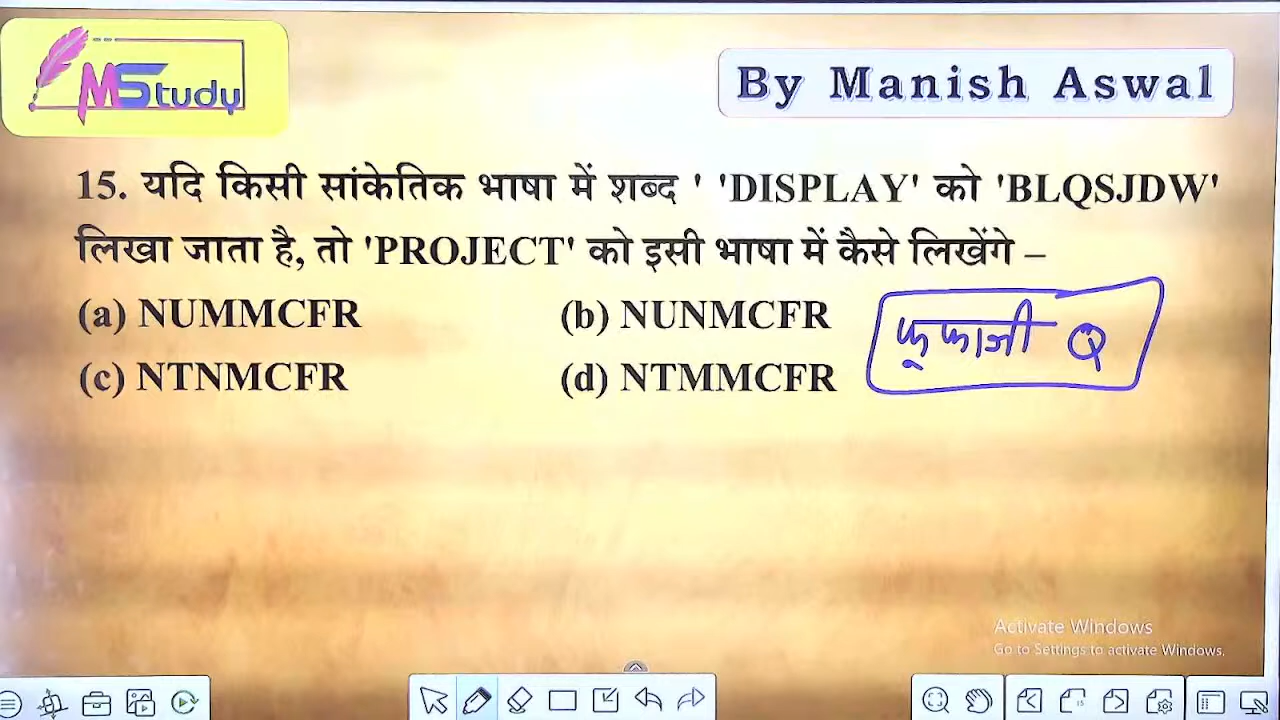 MStudy
By Manish Aswal
15. यदि किसी सांकेतिक भाषा में शब्द ' 'DISPLAY' को 'BLQSJDW'
लिखा जाता है, तो 'PROJECT' को इसी भाषा में कैसे लिखेंगे –
(a) NUMMCFR (b) NUNMCFR
(c) NTNMCFR (d) NTMMCFR
फूफाजी Q
Activate Windows
Go to Settings to activate Windows.
15